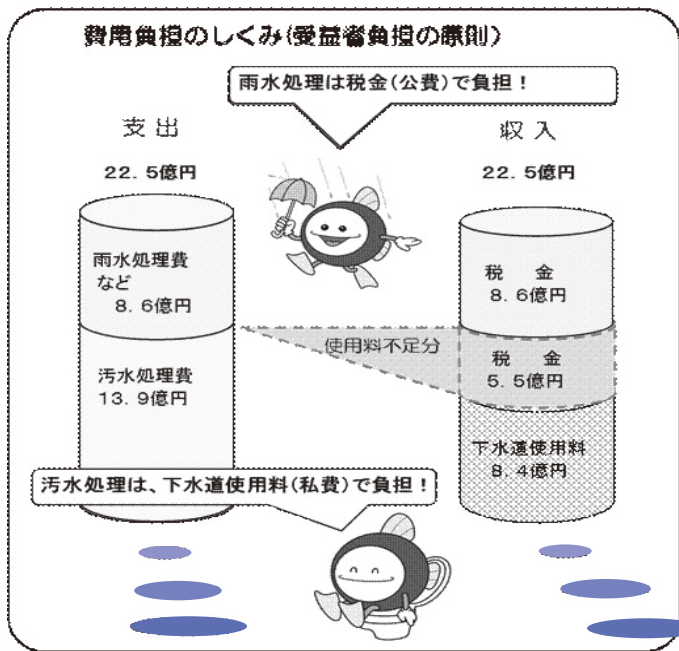 費用負担のしくみ(受益者負担の原則)
雨水処理は税金(公費)で負担!
支出
収入
22.5億円
22.5億円
雨水処理費
など
8.6億円
税 金
8.6億円
使用料不足分
税 金
5.5億円
汚水処理費
13.9億円
下水道使用料
8.4億円
汚水処理は、下水道使用料(私費)で負担!